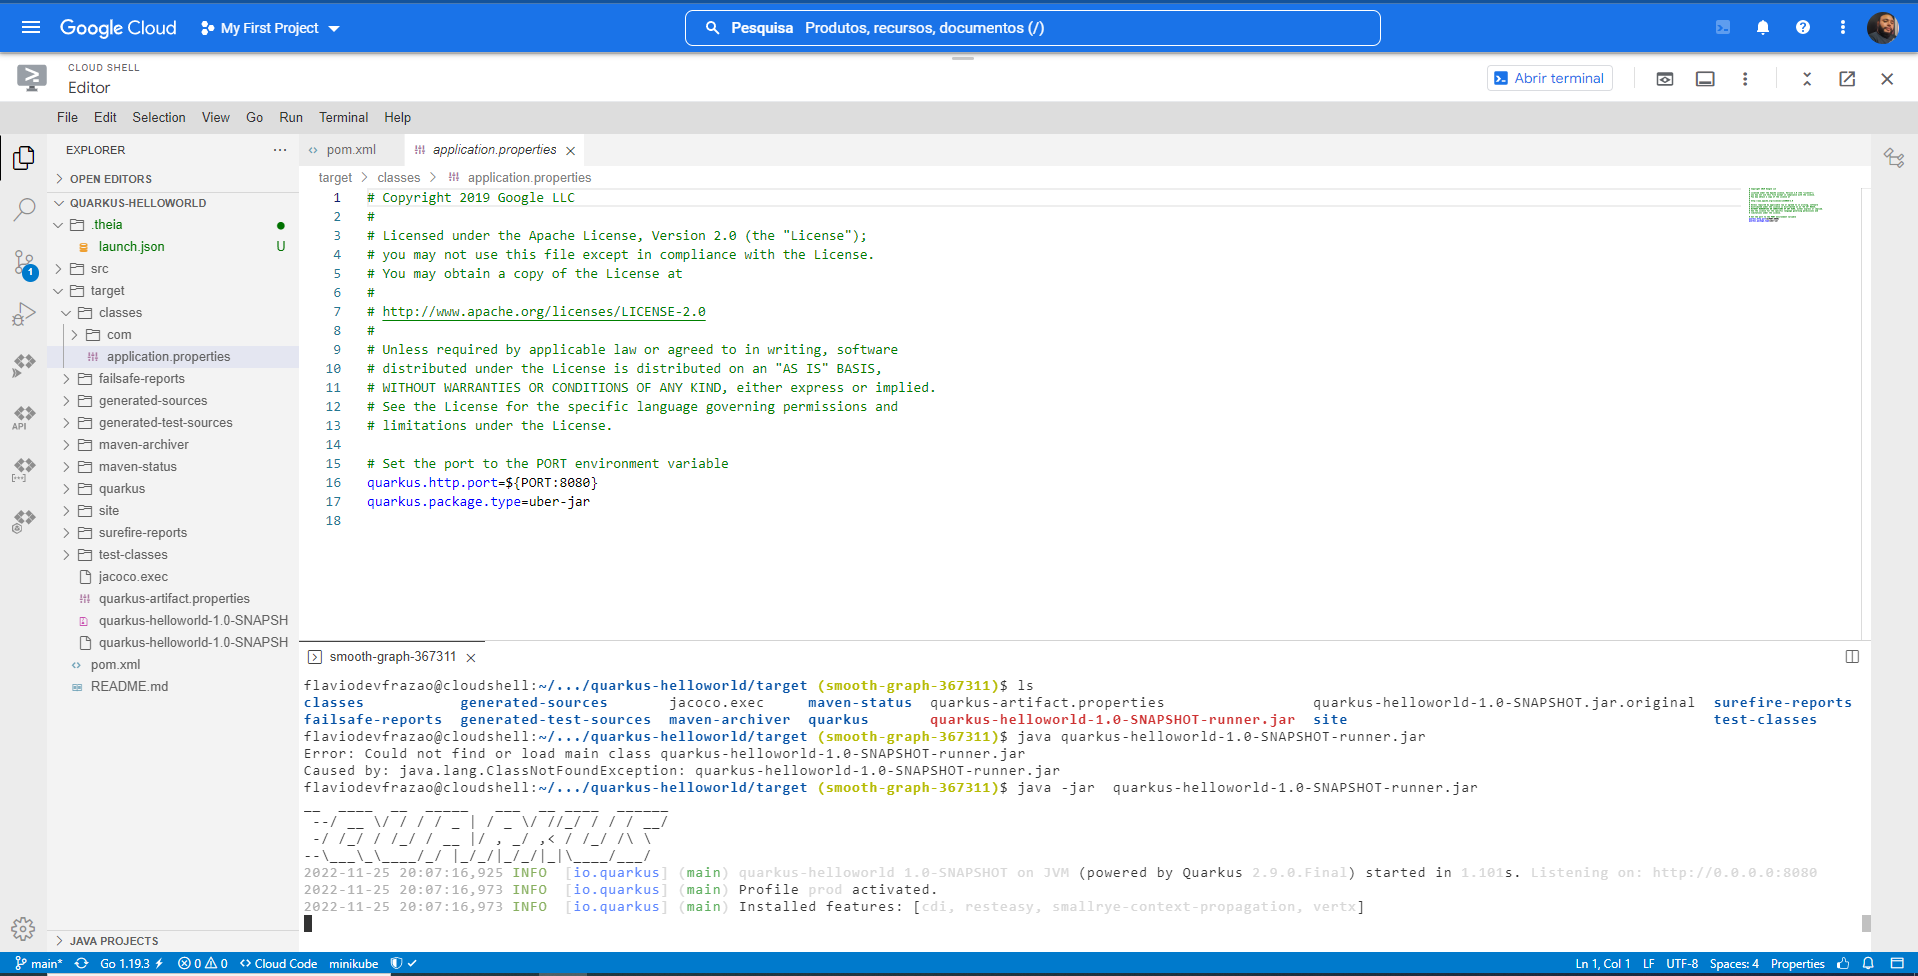 Google Cloud My First Project Pesquisa Produtos, recursos, documentos (/)
CLOUD SHELL
Editor
Abrir terminal
File Edit Selection View Go Run Terminal Help
EXPLORER
OPEN EDITORS
QUARKUS-HELLOWORLD
.theia
launch.json U
src
target
classes
com
application.properties
failsafe-reports
generated-sources
generated-test-sources
maven-archiver
maven-status
quarkus
site
surefire-reports
test-classes
jacoco.exec
quarkus-artifact.properties
quarkus-helloworld-1.0-SNAPSH
quarkus-helloworld-1.0-SNAPSH
pom.xml
README.md
JAVA PROJECTS
1
API
pom.xml application.properties
target > classes > application.properties
1 # Copyright 2019 Google LLC
2 #
3 # Licensed under the Apache License, Version 2.0 (the "License");
4 # you may not use this file except in compliance with the License.
5 # You may obtain a copy of the License at
6 #
7 # http://www.apache.org/licenses/LICENSE-2.0
8 #
9 # Unless required by applicable law or agreed to in writing, software
10 # distributed under the License is distributed on an "AS IS" BASIS,
11 # WITHOUT WARRANTIES OR CONDITIONS OF ANY KIND, either express or implied.
12 # See the License for the specific language governing permissions and
13 # limitations under the License.
14
15 # Set the port to the PORT environment variable
16 quarkus.http.port=${PORT:8080}
17 quarkus.package.type=uber-jar
18
smooth-graph-367311
flaviodevfrazao@cloudshell:~/.../quarkus-helloworld/target (smooth-graph-367311)$ ls
classes generated-sources jacoco.exec maven-status quarkus-artifact.properties quarkus-helloworld-1.0-SNAPSHOT.jar.original surefire-reports
failsafe-reports generated-test-sources maven-archiver quarkus quarkus-helloworld-1.0-SNAPSHOT-runner.jar site test-classes
flaviodevfrazao@cloudshell:~/.../quarkus-helloworld/target (smooth-graph-367311)$ java quarkus-helloworld-1.0-SNAPSHOT-runner.jar
Error: Could not find or load main class quarkus-helloworld-1.0-SNAPSHOT-runner.jar
Caused by: java.lang.ClassNotFoundException: quarkus-helloworld-1.0-SNAPSHOT-runner.jar
flaviodevfrazao@cloudshell:~/.../quarkus-helloworld/target (smooth-graph-367311)$ java -jar  quarkus-helloworld-1.0-SNAPSHOT-runner.jar
__  ____  __  _____   ___  __ ____  ______
 --/ __ \/ / / / _ | / _ \/ //_/ / / / __/
 -/ /_/ / /_/ / __ |/ , _/ ,< / /_/ /\ \
--\___\_\____/_/ |_/_/|_/_/|_|\____/___/
2022-11-25 20:07:16,925 INFO  [io.quarkus] (main) quarkus-helloworld 1.0-SNAPSHOT on JVM (powered by Quarkus 2.9.0.Final) started in 1.101s. Listening on: http://0.0.0.0:8080
2022-11-25 20:07:16,973 INFO  [io.quarkus] (main) Profile prod activated.
2022-11-25 20:07:16,973 INFO  [io.quarkus] (main) Installed features: [cdi, resteasy, smallrye-context-propagation, vertx]
main* Go 1.19.3 0 0 Cloud Code minikube Ln 1, Col 1 LF UTF-8 Spaces: 4 Properties